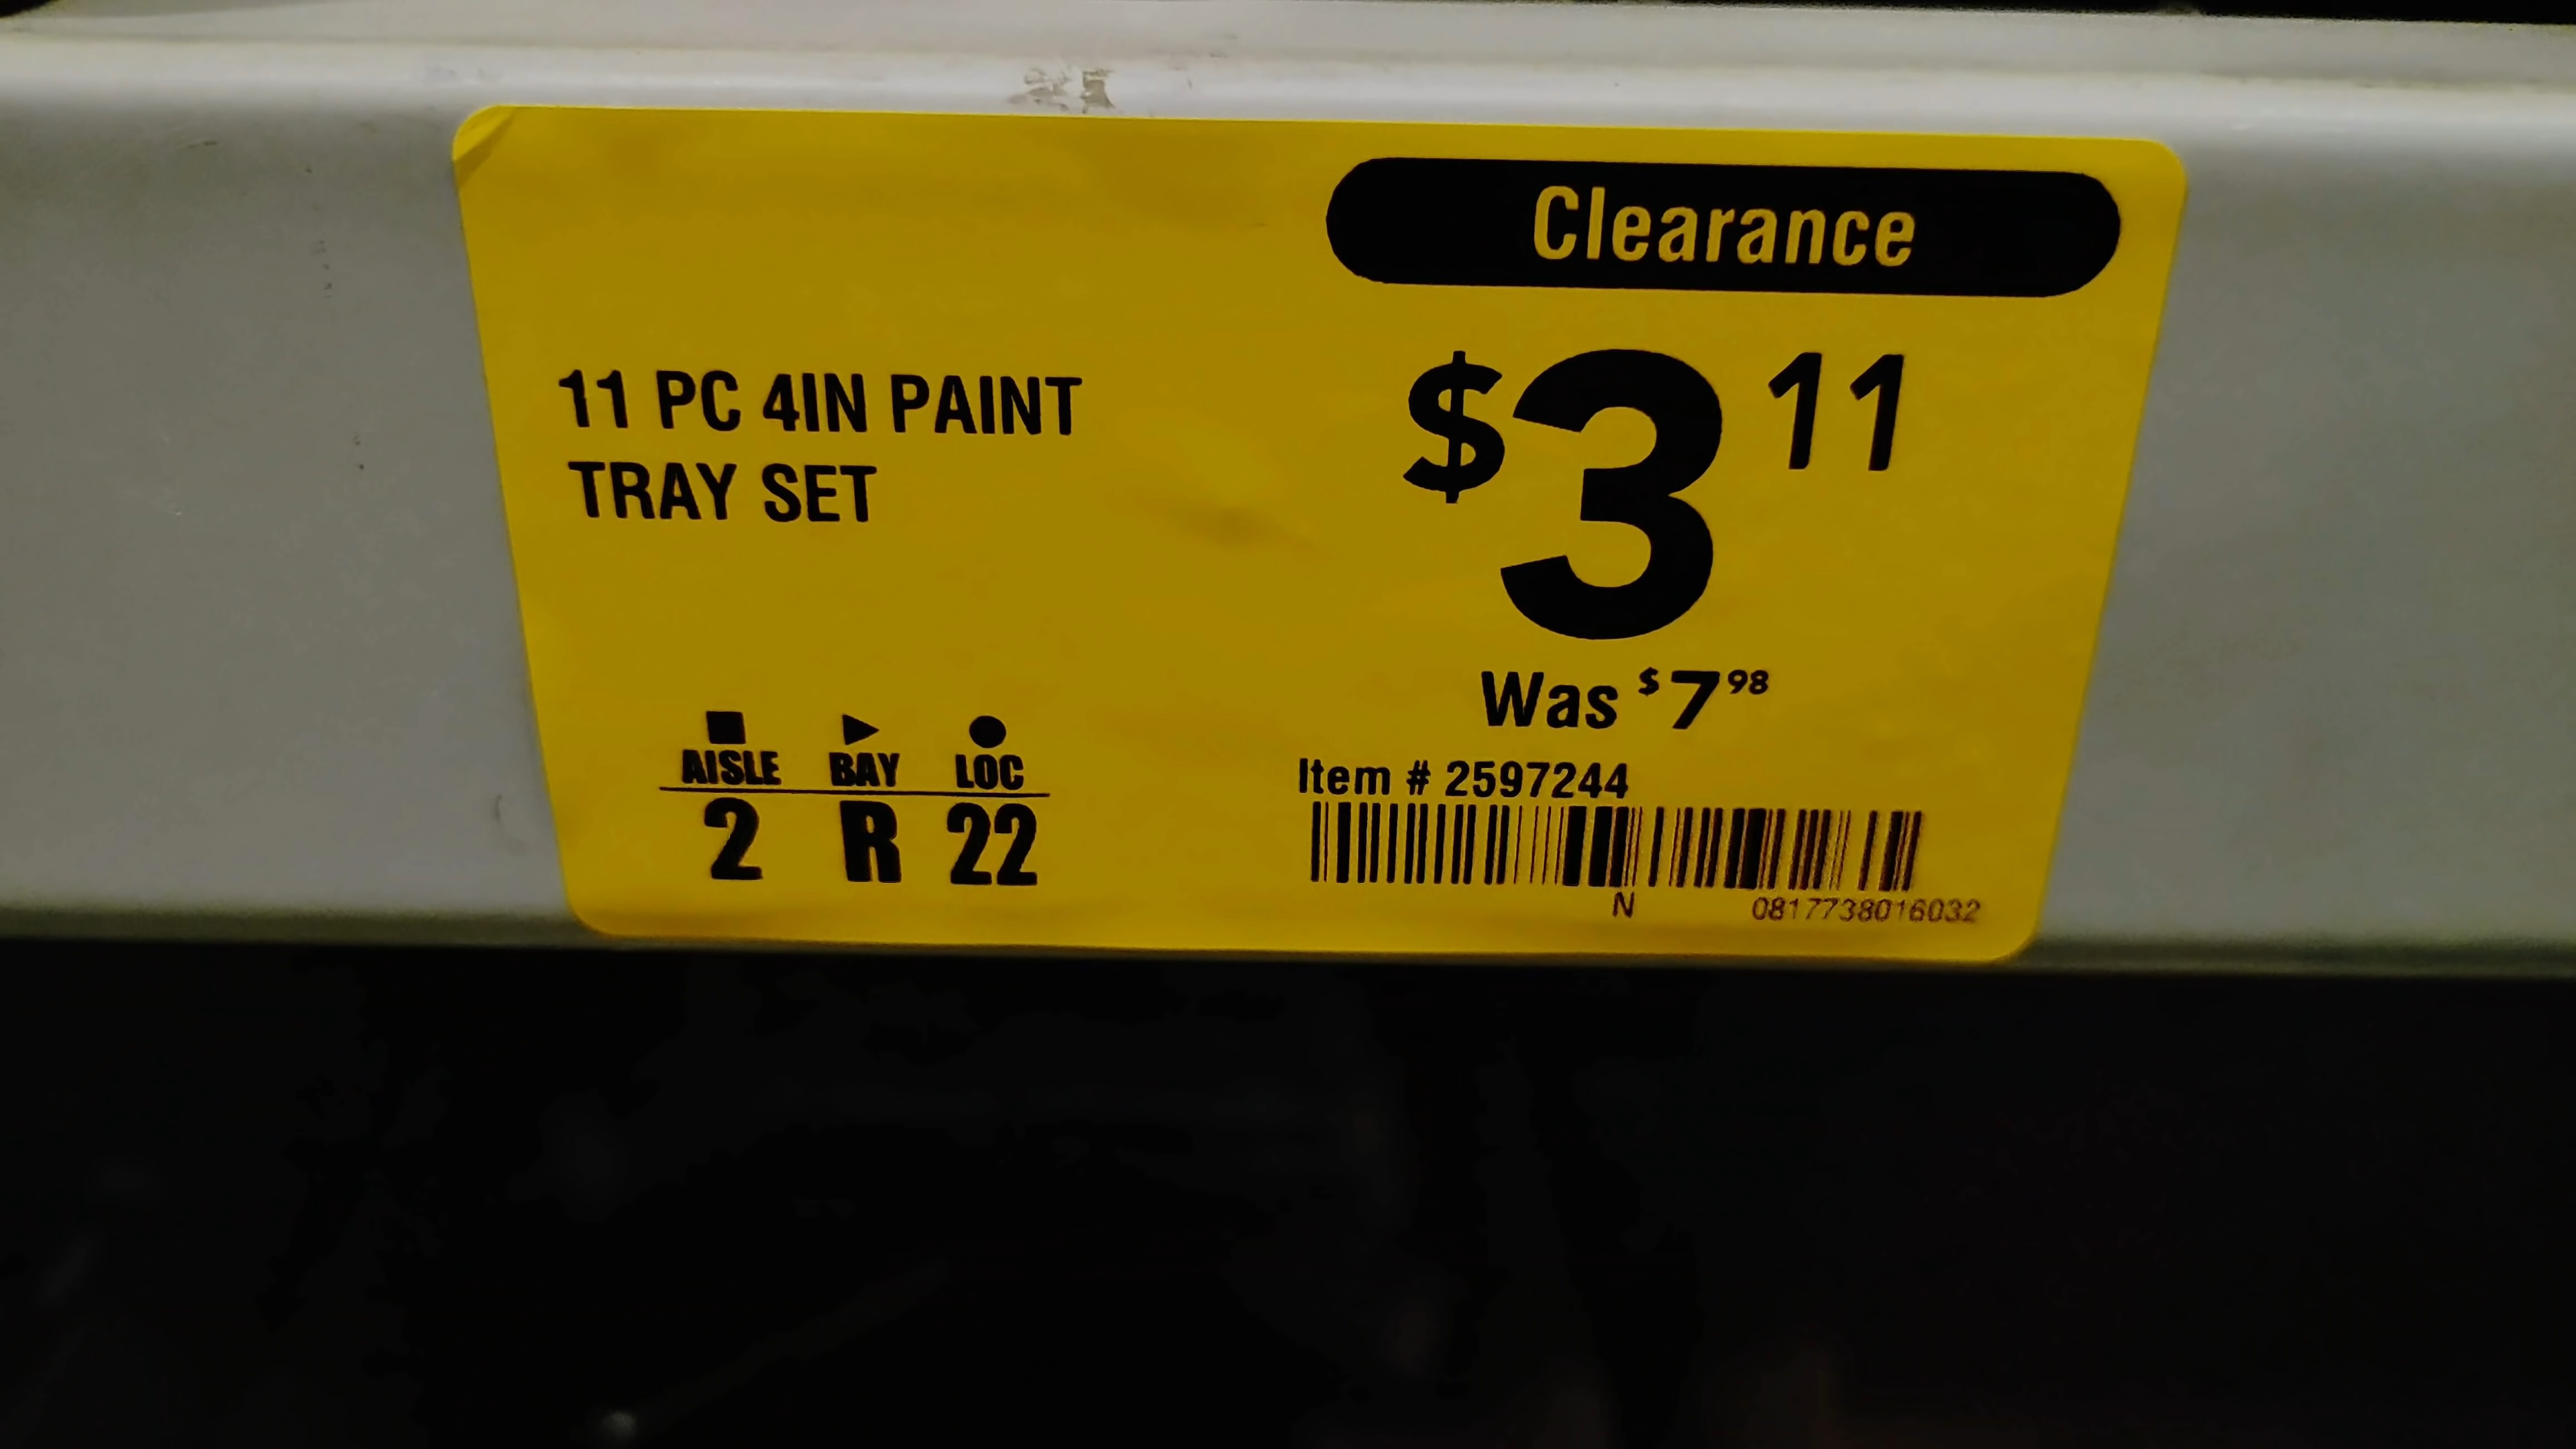 Clearance
11 PC 4IN PAINT
TRAY SET
$3 11
Was $7 98
AISLE BAY LOC
2 R 22
Item # 2597244
N 0817738016032